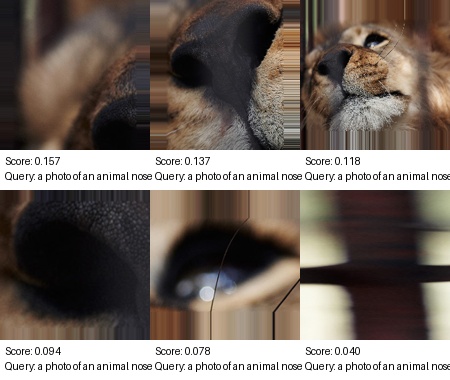 Score: 0.157
Query: a photo of an animal nose
Score: 0.137
Query: a photo of an animal nose
Score: 0.118
Query: a photo of an animal nose
Score: 0.094
Query: a photo of an animal nose
Score: 0.078
Query: a photo of an animal nose
Score: 0.040
Query: a photo of an animal nose